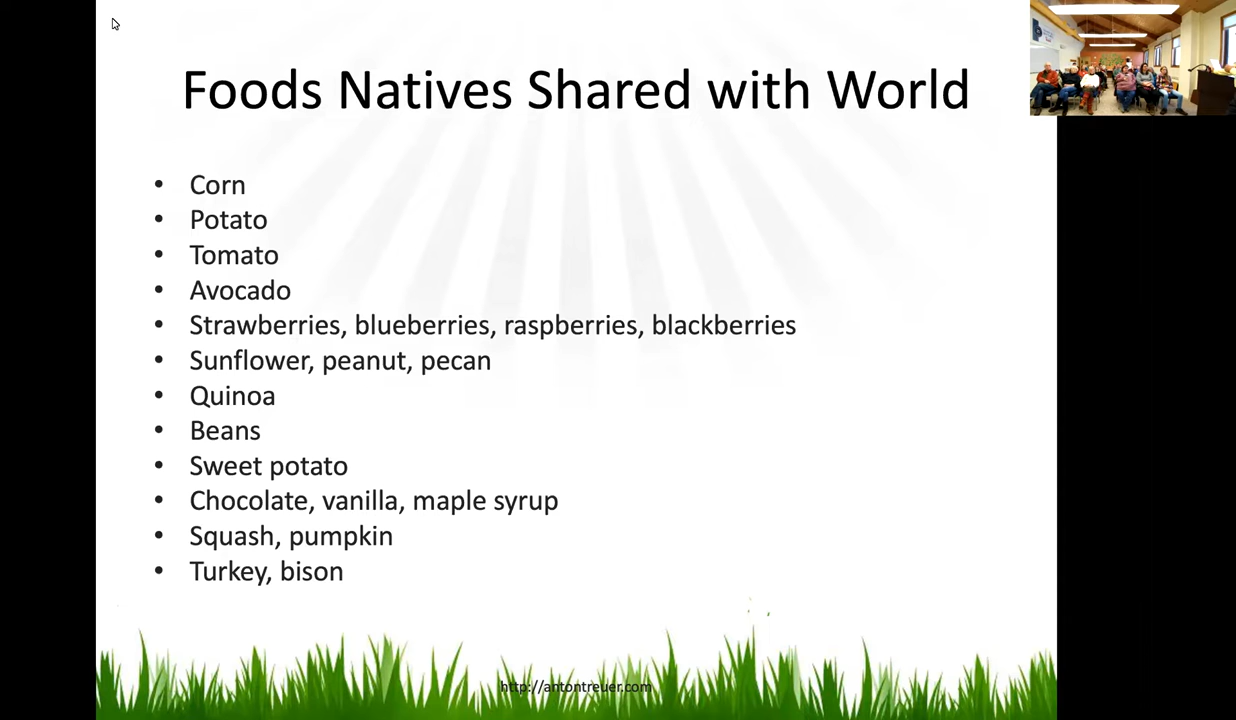 Foods Natives Shared with World
• Corn
• Potato
• Tomato
• Avocado
• Strawberries, blueberries, raspberries, blackberries
• Sunflower, peanut, pecan
• Quinoa
• Beans
• Sweet potato
• Chocolate, vanilla, maple syrup
• Squash, pumpkin
• Turkey, bison
http://antontreuer.com